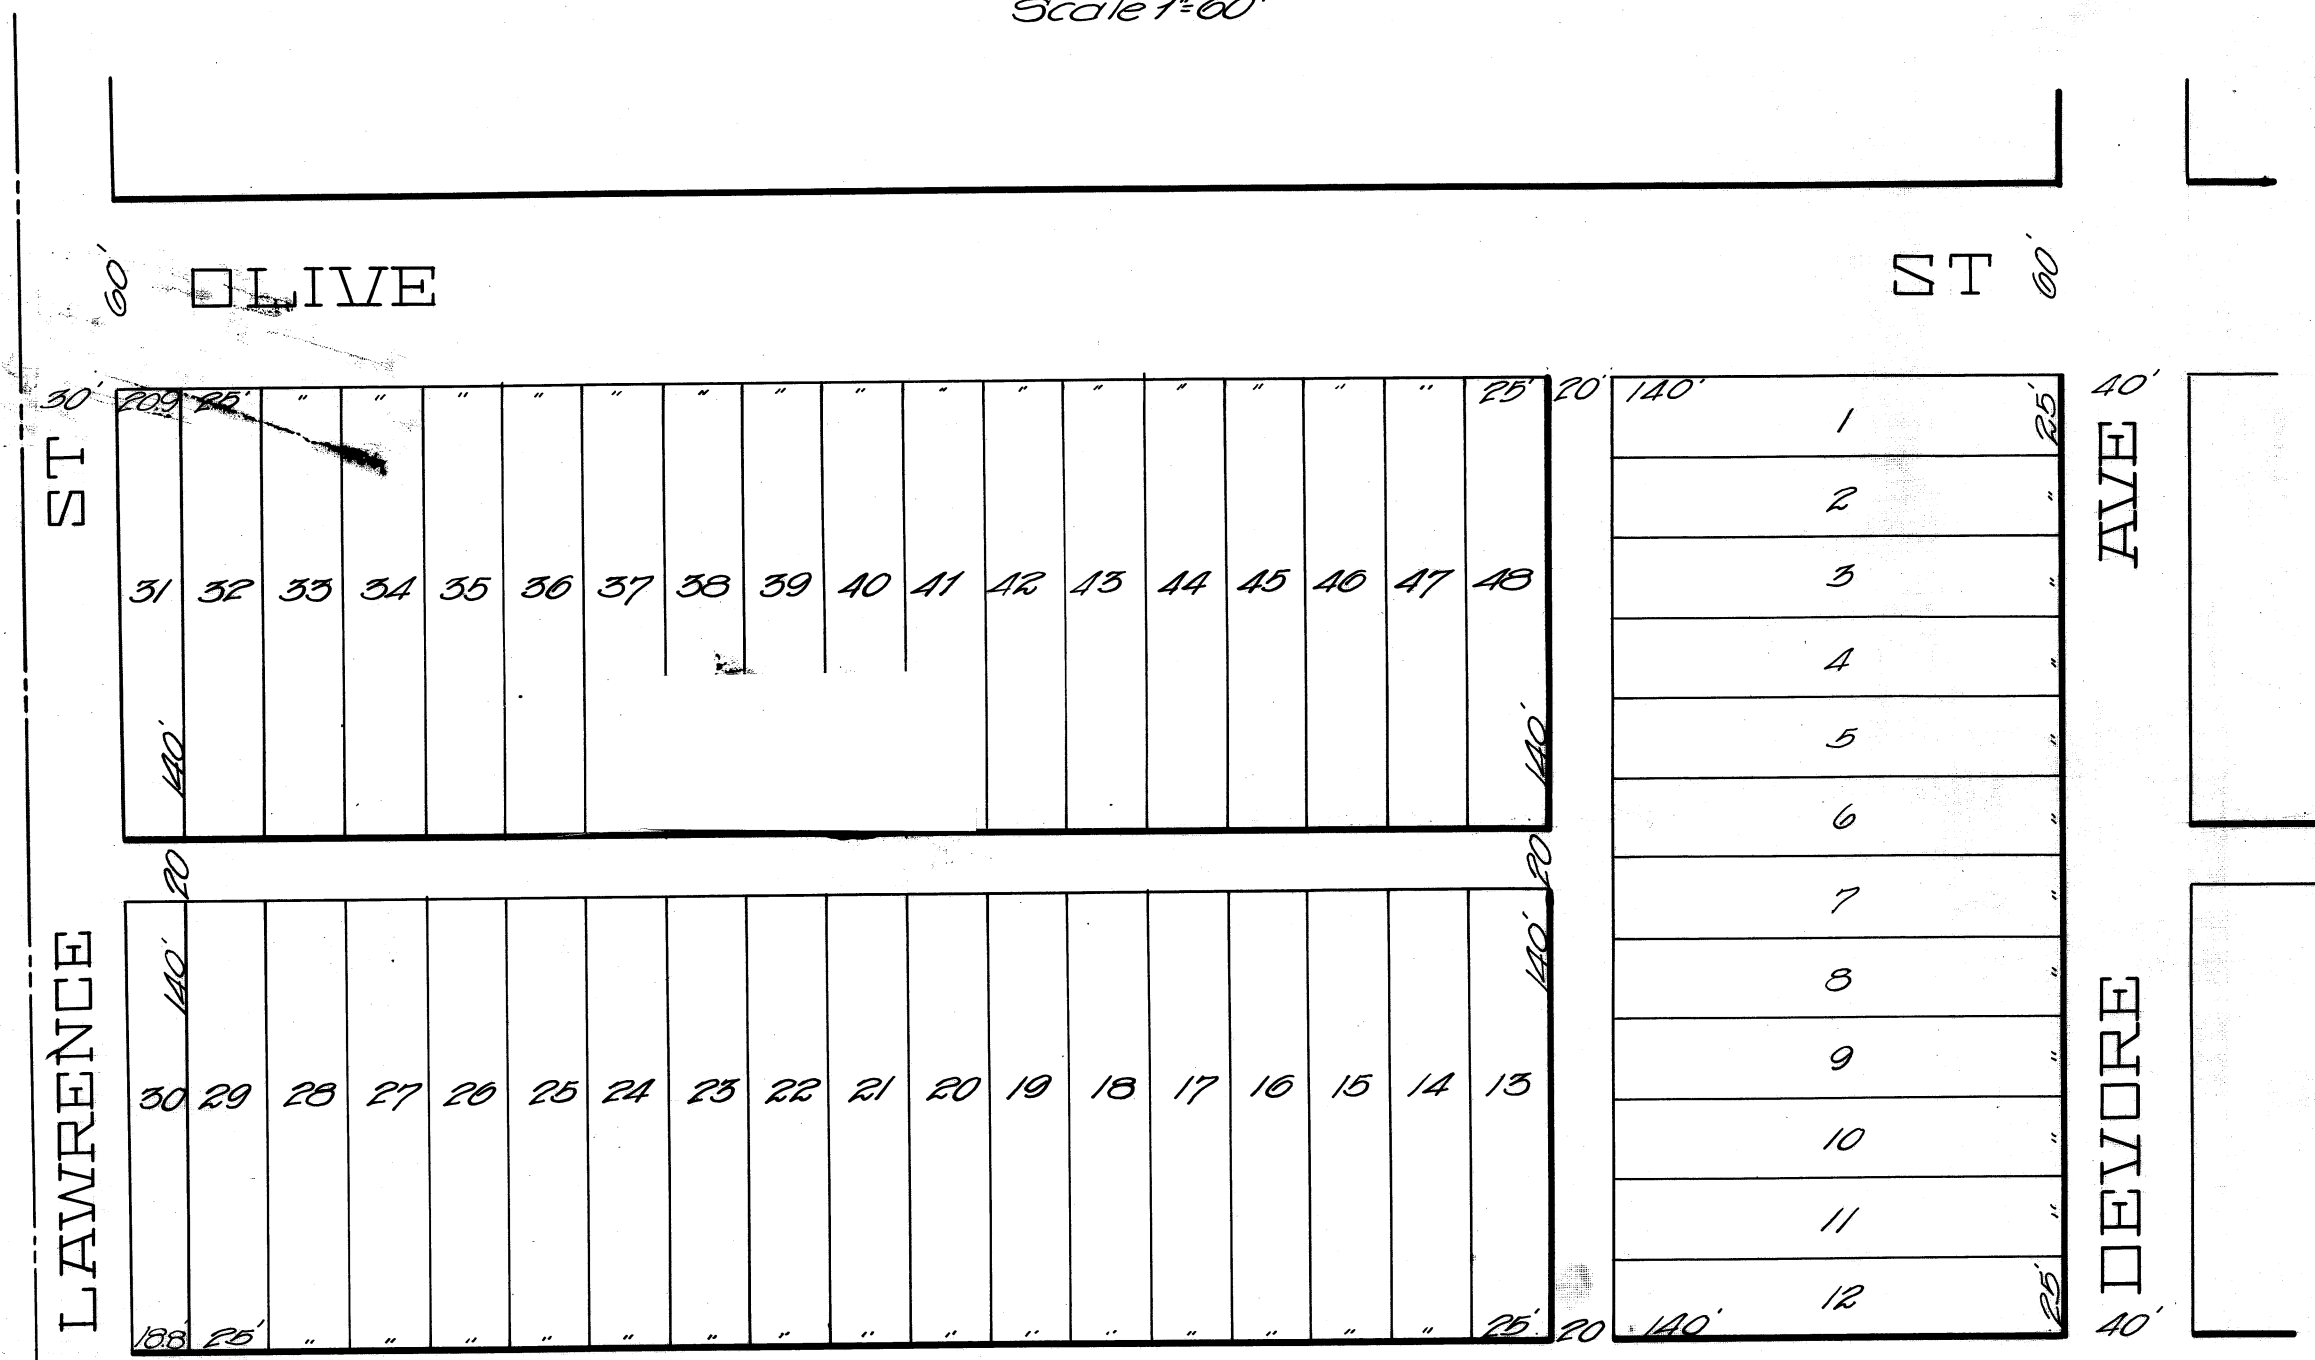 Scale 1"=60'
60' OLIVE ST 60'
30' 20.9 25' " " " " " " " " " " " " " " " 25' 20' 140' 25' 40'
ST
AVE
1
2 "
3 "
4 "
5 "
6 "
7 "
8 "
9 "
10 "
11 "
12 25'
31 32 33 34 35 36 37 38 39 40 41 42 43 44 45 46 47 48
140' 140'
20 20
140' 140'
LAWRENCE
DEVORE
30 29 28 27 26 25 24 23 22 21 20 19 18 17 16 15 14 13
18.8 25' " " " " " " " " " " " " " " " 25' 20 140' 40'